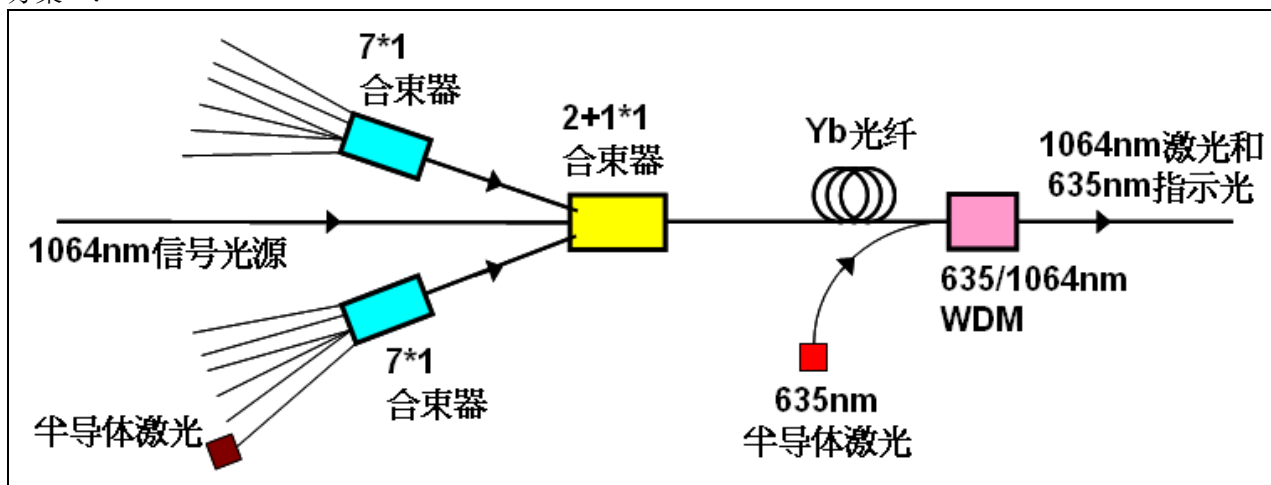 7*1
合束器
2+1*1
合束器
Yb光纤
1064nm激光和
635nm指示光
1064nm信号光源
635/1064nm
WDM
7*1
合束器
635nm
半导体激光
半导体激光